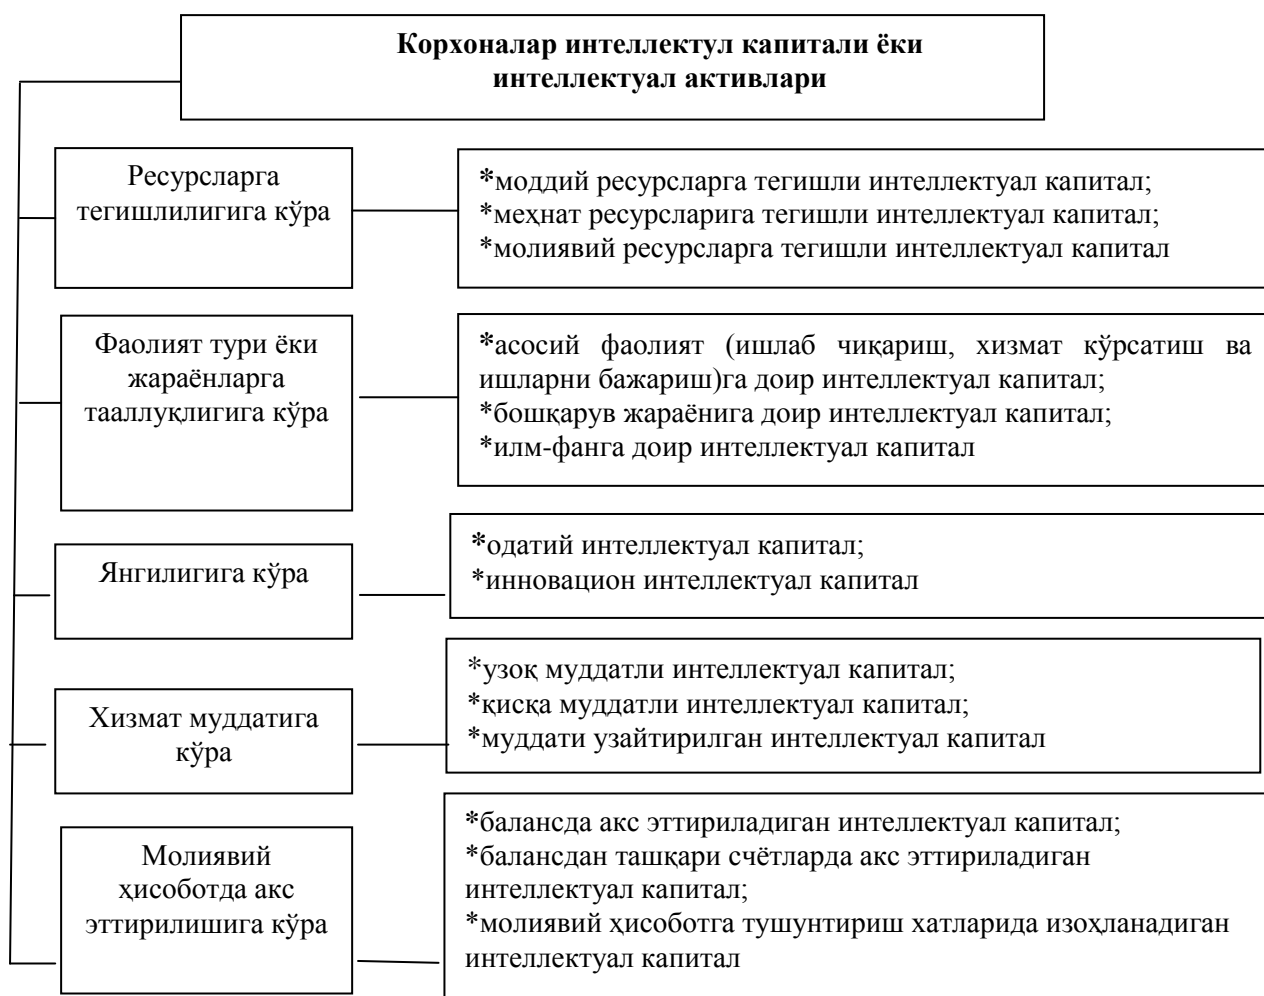 Корхоналар интеллектул капитали ёки
интеллектуал активлари
Ресурсларга
тегишлилигига кўра
*моддий ресурсларга тегишли интеллектуал капитал;
*меҳнат ресурсларига тегишли интеллектуал капитал;
*молиявий ресурсларга тегишли интеллектуал капитал
Фаолият тури ёки
жараёнларга
тааллуқлигига кўра
*асосий фаолият (ишлаб чиқариш, хизмат кўрсатиш ва
ишларни бажариш)га доир интеллектуал капитал;
*бошқарув жараёнига доир интеллектуал капитал;
*илм-фанга доир интеллектуал капитал
Янгилигига кўра
*одатий интеллектуал капитал;
*инновацион интеллектуал капитал
Хизмат муддатига
кўра
*узоқ муддатли интеллектуал капитал;
*қисқа муддатли интеллектуал капитал;
*муддати узайтирилган интеллектуал капитал
Молиявий
ҳисоботда акс
эттирилишига кўра
*балансда акс эттириладиган интеллектуал капитал;
*балансдан ташқари счётларда акс эттириладиган
интеллектуал капитал;
*молиявий ҳисоботга тушунтириш хатларида изоҳланадиган
интеллектуал капитал